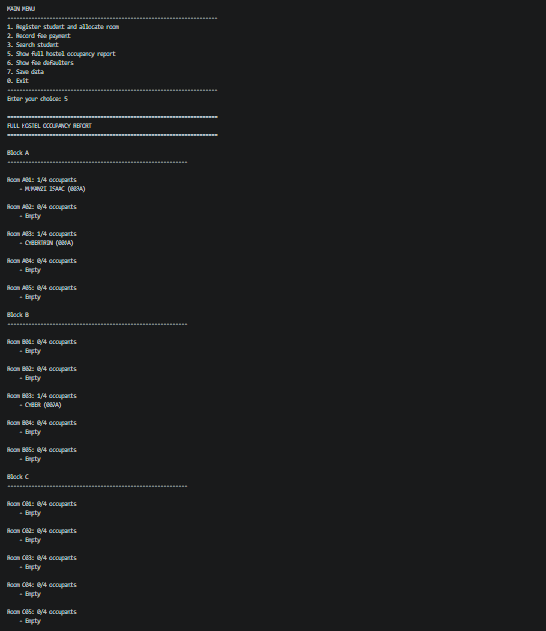 MAIN MENU
----------------------------------------------------------------------
1. Register student and allocate room
2. Record fee payment
3. Search student
5. Show full hostel occupancy report
6. Show fee defaulters
7. Save data
0. Exit
----------------------------------------------------------------------
Enter your choice: 5
======================================================================
FULL HOSTEL OCCUPANCY REPORT
======================================================================
Block A
------------------------------------------------------------
Room A01: 1/4 occupants
- ISAAC
Room A02: 0/4 occupants
- Empty
Room A03: 1/4 occupants
-
Room A04: 0/4 occupants
- Empty
Room A05: 0/4 occupants
- Empty
Block B
------------------------------------------------------------
Room B01: 0/4 occupants
- Empty
Room B02: 0/4 occupants
- Empty
Room B03: 1/4 occupants
- CYBER
Room B04: 0/4 occupants
- Empty
Room B05: 0/4 occupants
- Empty
Block C
------------------------------------------------------------
Room C01: 0/4 occupants
- Empty
Room C02: 0/4 occupants
- Empty
Room C03: 0/4 occupants
- Empty
Room C04: 0/4 occupants
- Empty
Room C05: 0/4 occupants
- Empty